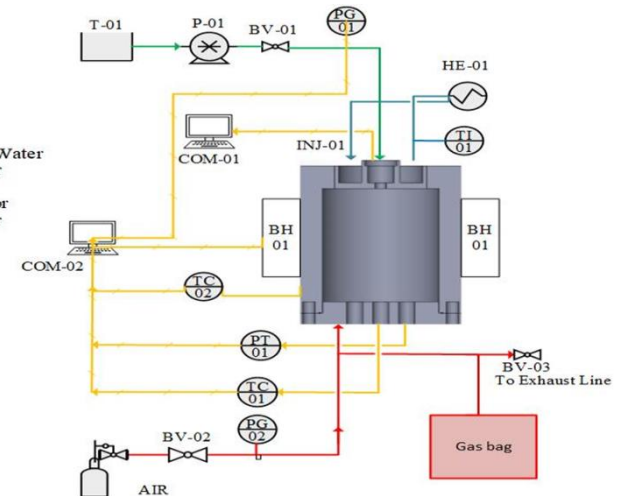 T-01
P-01
BV-01
PG
01
HE-01
TI
01
INJ-01
COM-01
Water
or
BH
01
BH
01
COM-02
TC
02
PT
01
TC
01
BV-03
To Exhaust Line
PG
02
BV-02
Gas bag
AIR